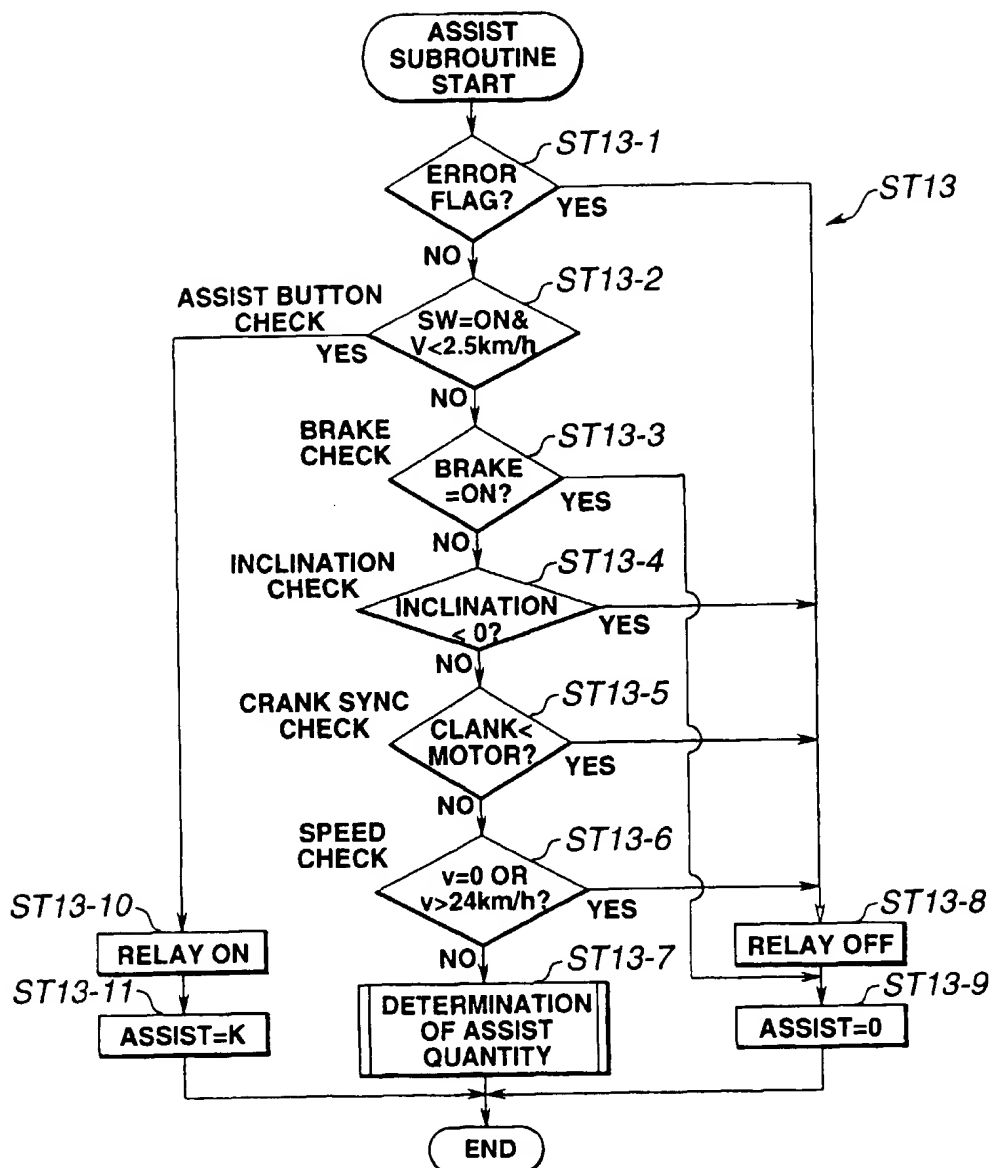 ASSIST
SUBROUTINE
START
ST13-1
ERROR
FLAG?
YES
ST13
NO
ST13-2
ASSIST BUTTON
CHECK
SW=ON&
V<2.5km/h
YES
NO
BRAKE
CHECK
ST13-3
BRAKE
=ON?
YES
NO
INCLINATION
CHECK
ST13-4
INCLINATION
< 0?
YES
NO
CRANK SYNC
CHECK
ST13-5
CLANK<
MOTOR?
YES
NO
SPEED
CHECK
ST13-6
v=0 OR
v>24km/h?
YES
NO
ST13-10
RELAY ON
ST13-8
RELAY OFF
ST13-7
DETERMINATION
OF ASSIST
QUANTITY
ST13-11
ASSIST=K
ST13-9
ASSIST=0
END